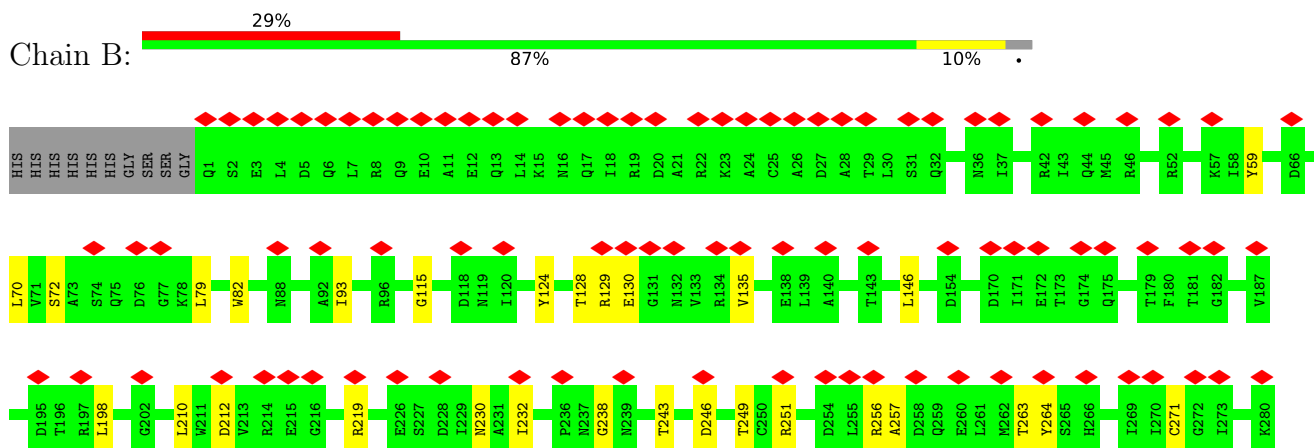 29%
Chain B:
87% 10% •
HIS HIS HIS HIS HIS HIS GLY SER SER GLY Q1 S2 E3 L4 D5 Q6 L7 R8 Q9 E10 A11 E12 Q13 L14 K15 N16 Q17 I18 R19 D20 A21 R22 K23 A24 C25 A26 D27 A28 T29 L30 S31 Q32 N36 I37 R42 I43 Q44 M45 R46 R52 K57 I58 Y59 D66
L70 V71 S72 A73 S74 Q75 D76 G77 K78 L79 W82 N88 A92 I93 R96 G115 D118 N119 I120 Y124 T128 R129 E130 G131 N132 V133 R134 V135 E138 L139 A140 T143 L146 D154 D170 I171 E172 T173 G174 Q175 T179 F180 T181 G182 V187
D195 T196 R197 L198 G202 L210 W211 D212 V213 R214 E215 G216 R219 E226 S227 D228 I229 N230 A231 I232 P236 N237 G238 N239 T243 D246 T249 C250 R251 D254 L255 R256 A257 D258 Q259 E260 L261 M262 T263 Y264 S265 H266 I269 I270 C271 G272 I273 K280